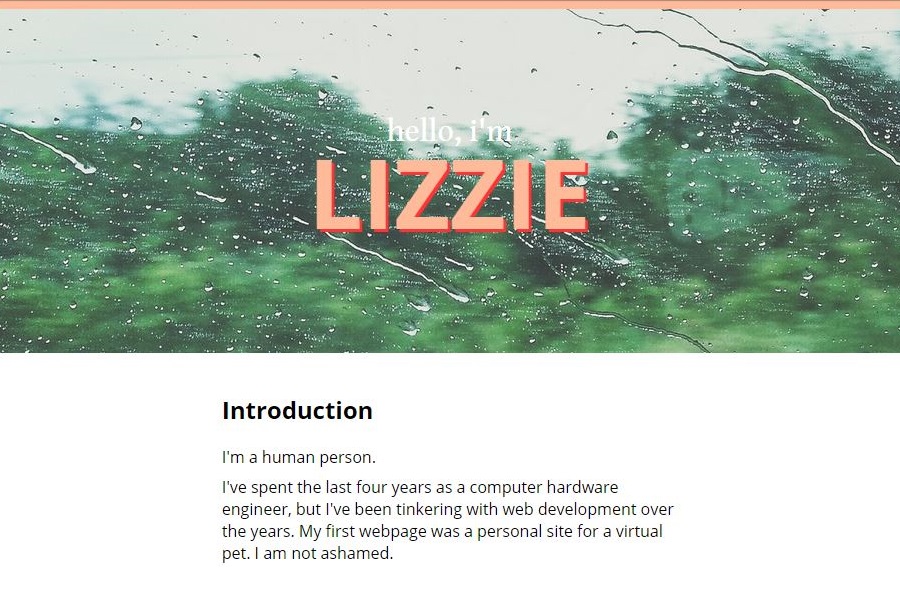 hello, i'm
LIZZIE
Introduction
I'm a human person.
I've spent the last four years as a computer hardware
engineer, but I've been tinkering with web development over
the years. My first webpage was a personal site for a virtual
pet. I am not ashamed.